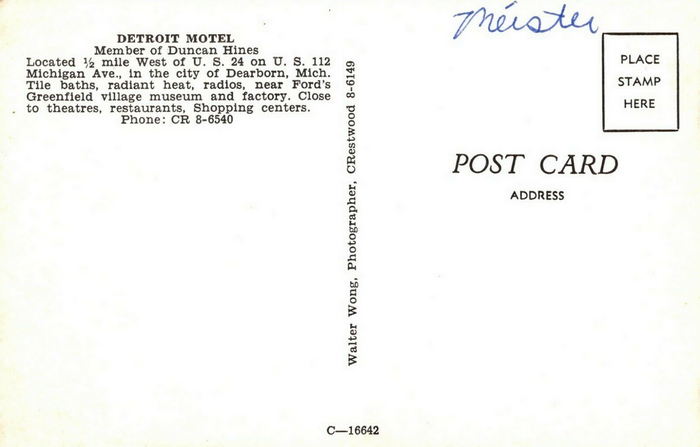 DETROIT MOTEL
Member of Duncan Hines
Located ½ mile West of U. S. 24 on U. S. 112
Michigan Ave., in the city of Dearborn, Mich.
Tile baths, radiant heat, radios, near Ford's
Greenfield village museum and factory. Close
to theatres, restaurants, Shopping centers.
Phone: CR 8-6540
Walter Wong, Photographer, CRestwood 8-6149
Meister
PLACE
STAMP
HERE
POST CARD
ADDRESS
C—16642